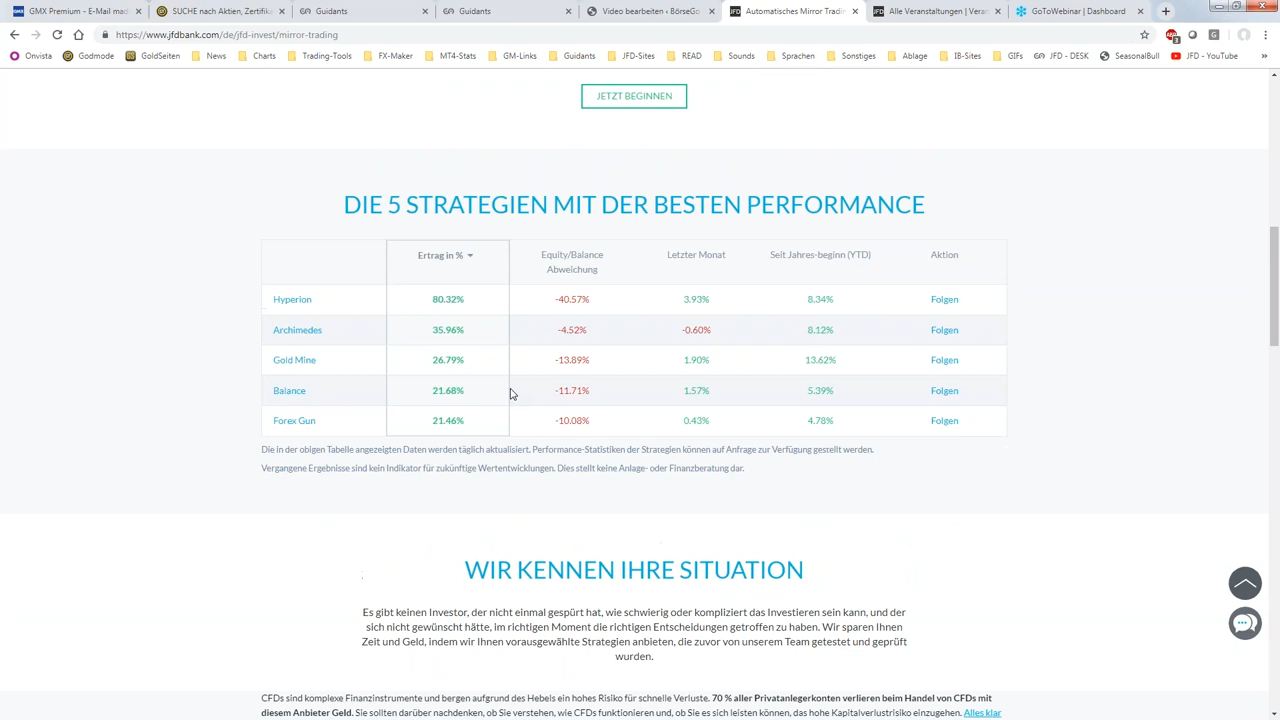 GMX Premium - E-Mail mad
SUCHE nach Aktien, Zertifika
Guidants
Guidants
Video bearbeiten ‹ BörseGo
JFD Automatisches Mirror Tradin
JFD Alle Veranstaltungen | Veran
GoToWebinar | Dashboard
https://www.jfdbank.com/de/jfd-invest/mirror-trading
Onvista
Godmode
GoldSeiten
News
Charts
Trading-Tools
FX-Maker
MT4-Stats
GM-Links
Guidants
JFD-Sites
READ
Sounds
Sprachen
Sonstiges
Ablage
IB-Sites
GIFs
JFD - DESK
SeasonalBull
JFD - YouTube
»
JETZT BEGINNEN
DIE 5 STRATEGIEN MIT DER BESTEN PERFORMANCE
Ertrag in % Equity/Balance Abweichung Letzter Monat Seit Jahres-beginn (YTD) Aktion
Hyperion 80.32% -40.57% 3.93% 8.34% Folgen
Archimedes 35.96% -4.52% -0.60% 8.12% Folgen
Gold Mine 26.79% -13.89% 1.90% 13.62% Folgen
Balance 21.68% -11.71% 1.57% 5.39% Folgen
Forex Gun 21.46% -10.08% 0.43% 4.78% Folgen
Die in der obigen Tabelle angezeigten Daten werden täglich aktualisiert. Performance-Statistiken der Strategien können auf Anfrage zur Verfügung gestellt werden.
Vergangene Ergebnisse sind kein Indikator für zukünftige Wertentwicklungen. Dies stellt keine Anlage- oder Finanzberatung dar.
WIR KENNEN IHRE SITUATION
Es gibt keinen Investor, der nicht einmal gespürt hat, wie schwierig oder kompliziert das Investieren sein kann, und der
sich nicht gewünscht hätte, im richtigen Moment die richtigen Entscheidungen getroffen zu haben. Wir sparen Ihnen
Zeit und Geld, indem wir Ihnen vorausgewählte Strategien anbieten, die zuvor von unserem Team getestet und geprüft
wurden.
CFDs sind komplexe Finanzinstrumente und bergen aufgrund des Hebels ein hohes Risiko für schnelle Verluste. 70 % aller Privatanlegerkonten verlieren beim Handel von CFDs mit
diesem Anbieter Geld. Sie sollten darüber nachdenken, ob Sie verstehen, wie CFDs funktionieren und, ob Sie es sich leisten können, das hohe Kapitalverlustrisiko einzugehen. Alles klar